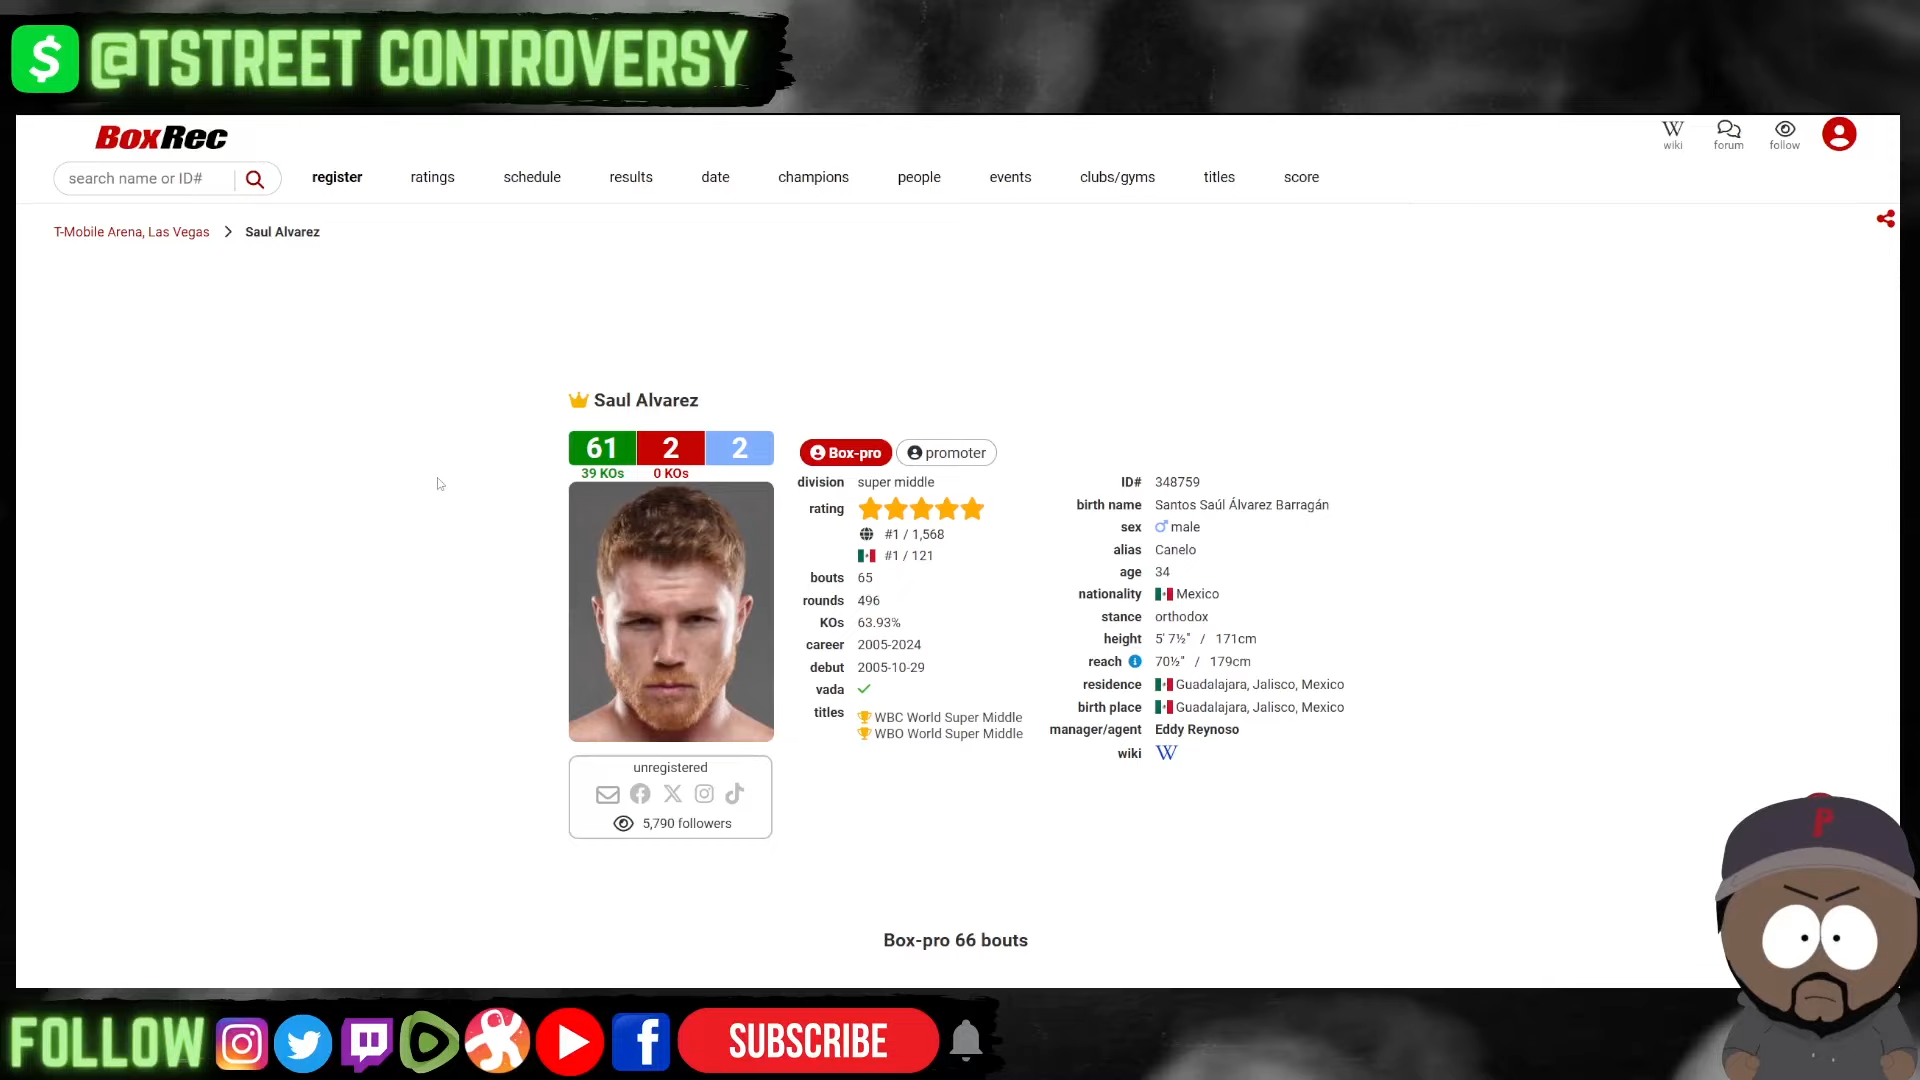 $ @TSTREET CONTROVERSY
BoxRec
W
wiki
forum
follow
search name or ID#
register
ratings
schedule
results
date
champions
people
events
clubs/gyms
titles
score
T-Mobile Arena, Las Vegas > Saul Alvarez
Saul Alvarez
61 2 2
39 KOs 0 KOs
Box-pro promoter
division super middle
rating
#1 / 1,568
#1 / 121
bouts 65
rounds 496
KOs 63.93%
career 2005-2024
debut 2005-10-29
vada
titles WBC World Super Middle
WBO World Super Middle
ID# 348759
birth name Santos Saúl Álvarez Barragán
sex male
alias Canelo
age 34
nationality Mexico
stance orthodox
height 5' 7½" / 171cm
reach 70½" / 179cm
residence Guadalajara, Jalisco, Mexico
birth place Guadalajara, Jalisco, Mexico
manager/agent Eddy Reynoso
wiki W
unregistered
5,790 followers
Box-pro 66 bouts
P
FOLLOW
SUBSCRIBE